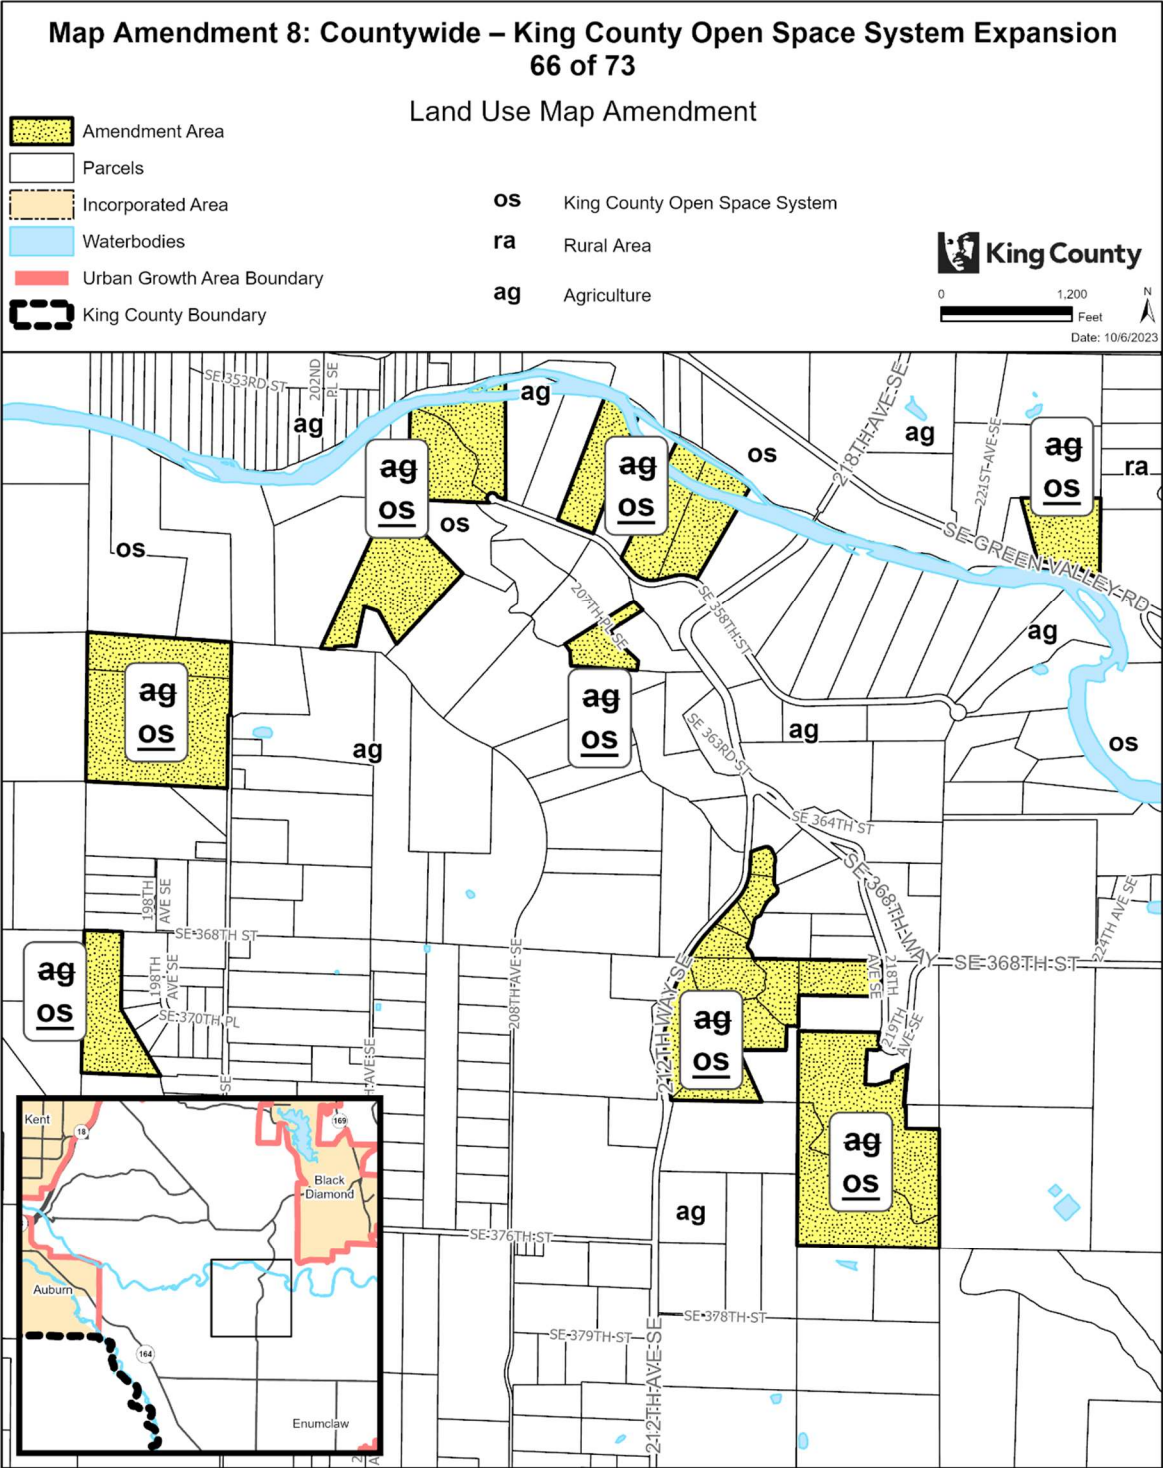 Map Amendment 8: Countywide – King County Open Space System Expansion
66 of 73
Land Use Map Amendment
Amendment Area
Parcels
Incorporated Area
Waterbodies
Urban Growth Area Boundary
King County Boundary
os King County Open Space System
ra Rural Area
ag Agriculture
King County
0 1,200
Feet
N
Date: 10/6/2023
SE 353RD ST
202ND
PL SE
ag
ag
os
218TH AVE SE
ag
221ST AVE SE
ag
os
ra
ag
os
ag
os
os
os
SE GREEN VALLEY RD
207TH PL SE
SE 358TH ST
ag
ag
os
ag
os
ag
SE 363RD ST
ag
os
SE 364TH ST
SE 368TH WAY
198TH
AVE SE
SE 368TH ST
224TH AVE SE
ag
os
198TH
AVE SE
SE 370TH PL
208TH AVE SE
212TH WAY SE
218TH
AVE SE
SE 368TH ST
219TH
AVE SE
ag
os
SE
H AVE SE
ag
os
ag
SE 376TH ST
SE 378TH ST
SE 379TH ST
212TH AVE SE
Kent
18
169
Black
Diamond
Auburn
164
Enumclaw